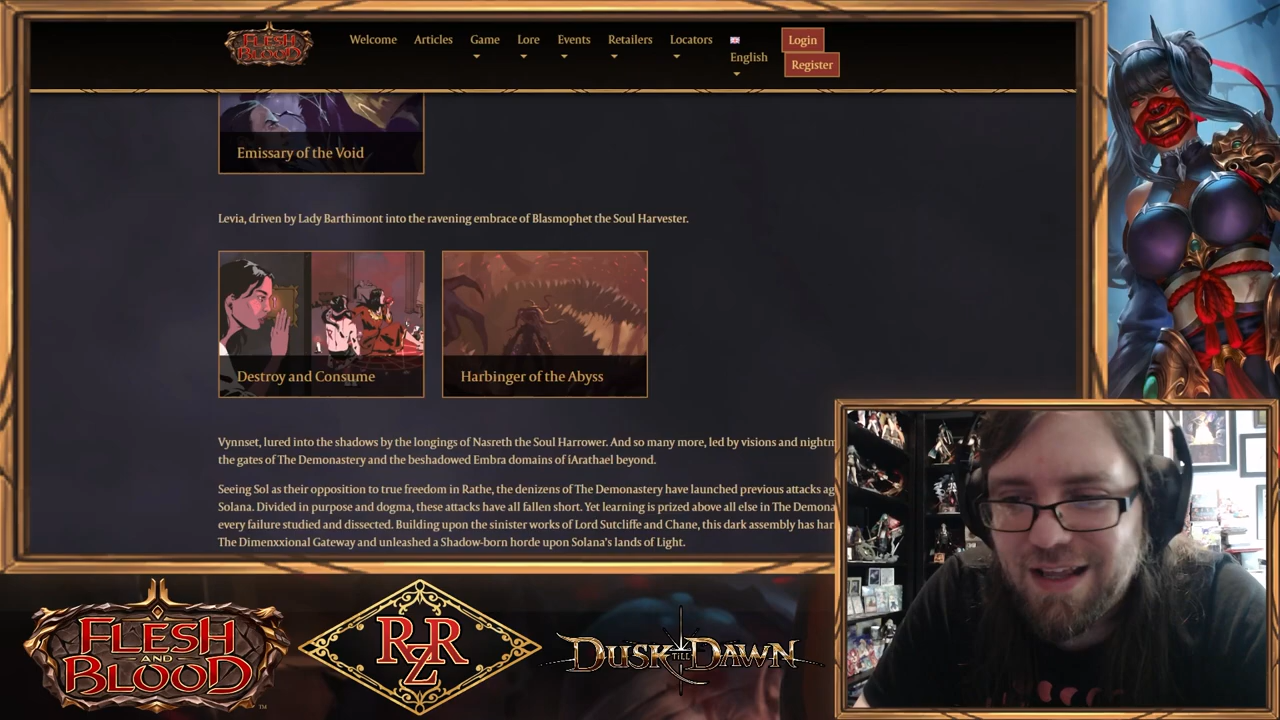 FLESH AND BLOOD
Welcome
Articles
Game
Lore
Events
Retailers
Locators
English
Login
Register
Emissary of the Void
Levia, driven by Lady Barthimont into the ravening embrace of Blasmophet the Soul Harvester.
Destroy and Consume
Harbinger of the Abyss
Vynnset, lured into the shadows by the longings of Nasreth the Soul Harrower. And so many more, led by visions and nightm
the gates of The Demonastery and the beshadowed Embra domains of iArathael beyond.
Seeing Sol as their opposition to true freedom in Rathe, the denizens of The Demonastery have launched previous attacks ag
Solana. Divided in purpose and dogma, these attacks have all fallen short. Yet learning is prized above all else in The Demona
every failure studied and dissected. Building upon the sinister works of Lord Sutcliffe and Chane, this dark assembly has har
The Dimenxxional Gateway and unleashed a Shadow-born horde upon Solana's lands of Light.
FLESH
AND
BLOOD
TM
RZR
DUSK TILL DAWN